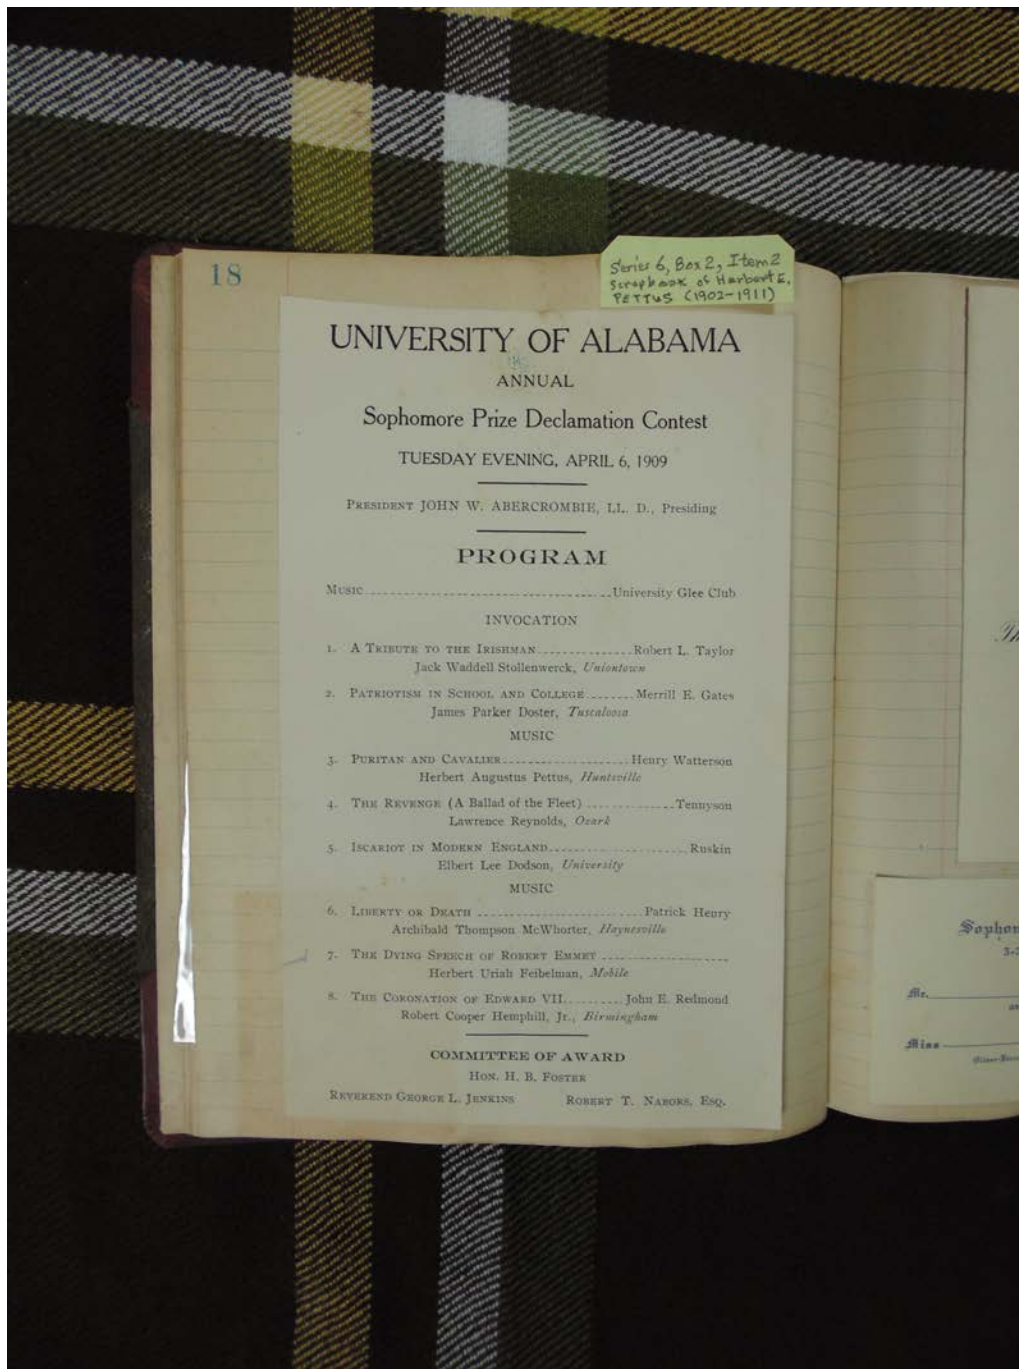 18
Series 6, Box 2, Item 2
Scrapbook of Herbert E.
PETTUS (1902-1911)
UNIVERSITY OF ALABAMA
ANNUAL
Sophomore Prize Declamation Contest
TUESDAY EVENING, APRIL 6, 1909
PRESIDENT JOHN W. ABERCROMBIE, LL. D., Presiding
PROGRAM
MUSIC University Glee Club
INVOCATION
1. A TRIBUTE TO THE IRISHMAN Robert L. Taylor
Jack Waddell Stollenwerck, Uniontown
2. PATRIOTISM IN SCHOOL AND COLLEGE Merrill E. Gates
James Parker Doster, Tuscaloosa
MUSIC
3. PURITAN AND CAVALIER Henry Watterson
Herbert Augustus Pettus, Huntsville
4. THE REVENGE (A Ballad of the Fleet) Tennyson
Lawrence Reynolds, Ozark
5. ISCARIOT IN MODERN ENGLAND Ruskin
Elbert Lee Dodson, University
MUSIC
6. LIBERTY OR DEATH Patrick Henry
Archibald Thompson McWhorter, Haynesville
7. THE DYING SPEECH OF ROBERT EMMET
Herbert Uriah Feibelman, Mobile
8. THE CORONATION OF EDWARD VII John E. Redmond
Robert Cooper Hemphill, Jr., Birmingham
COMMITTEE OF AWARD
HON. H. B. FOSTER
REVEREND GEORGE L. JENKINS ROBERT T. NABORS, ESQ.
Th
Sophom
Mr.
Miss